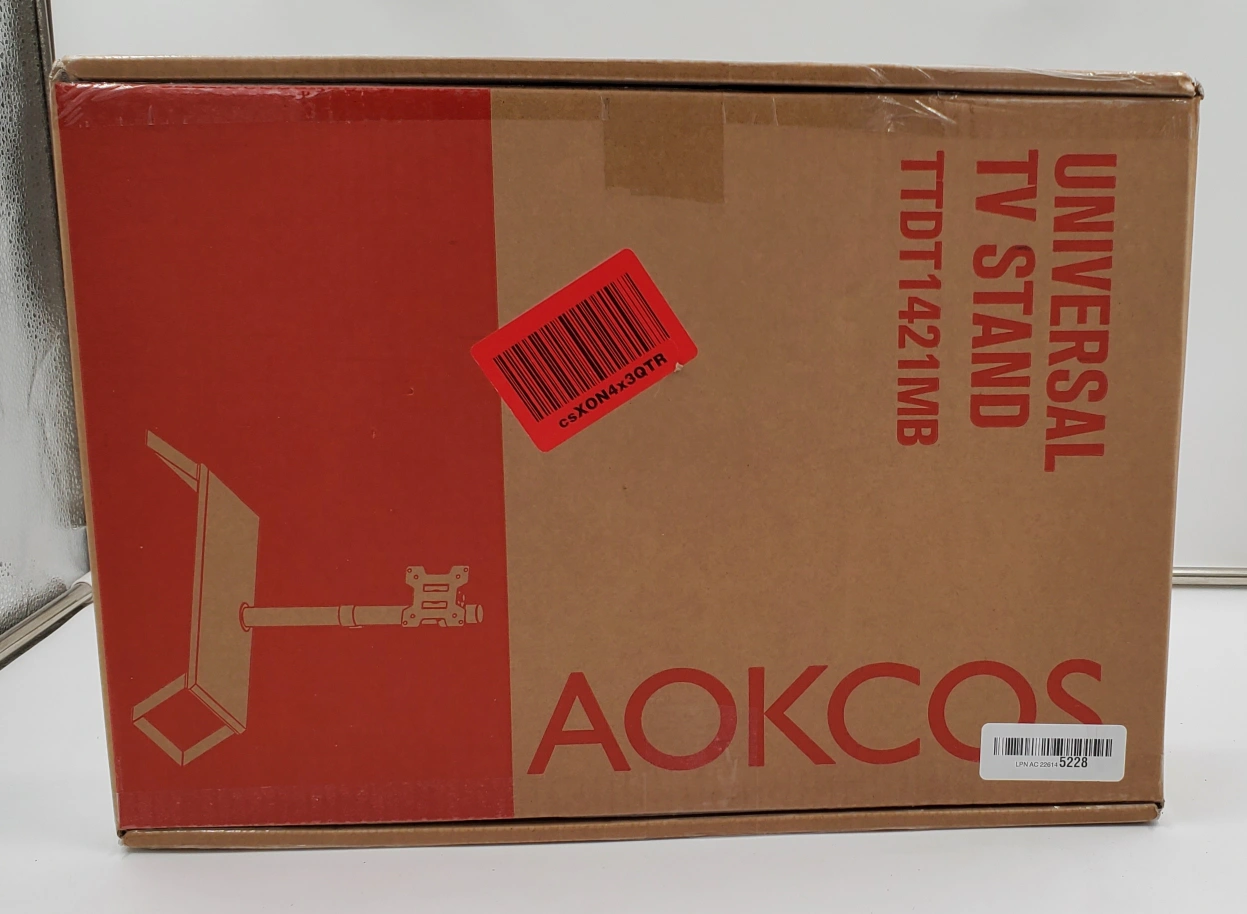 UNIVERSAL
TV STAND
TTDT1421MB
csXON4x3QTR
AOKCOS
LPN AC 22614 5228